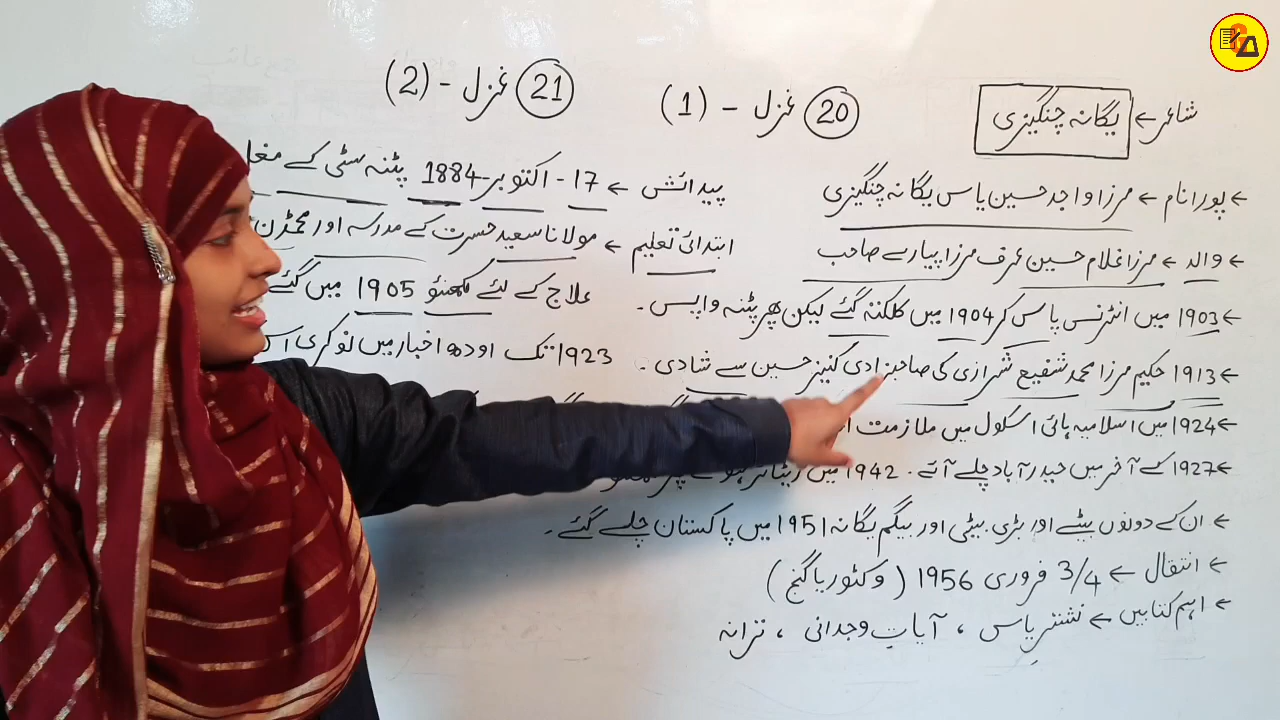 شاعر ← یگانہ چنگیزی
20 غزل - (1)
21 غزل - (2)
← پورا نام ← مرزا واجد حسین یاس یگانہ چنگیزی
پیدائش ← 17 - اکتوبر - 1884 پٹنہ سٹی کے
← والد ← مرزا غلام حسین عرف مرزا پیارے صاحب
ابتدائی تعلیم ← مولانا سعید حسرت کے مدرسہ اور محمڈن
← 1903 میں انٹرنس پاس کر 1904 میں کلکتہ گئے لیکن پھر پٹنہ واپس ۔
علاج کے لئے لکھنؤ 1905 میں گئے
← 1913 حکیم مرزا محمد شفیع شیرازی کی صاحبزادی کنیز حسین سے شادی ۔
1923 تک اودھ اخبار میں نوکری
← 1924 میں اسلامیہ ہائی اسکول میں ملازمت
← 1927 کے آخر میں حیدرآباد چلے آئے ۔ 1942 میں
← ان کے دونوں بیٹے اور بڑی بیٹی اور بیگم یگانہ 1951 میں پاکستان چلے گئے ۔
← انتقال ← 3/4 فروری 1956 ( وکٹوریا گنج )
← اہم کتابیں ← نشترِ یاس ، آیاتِ وجدانی ، ترانہ